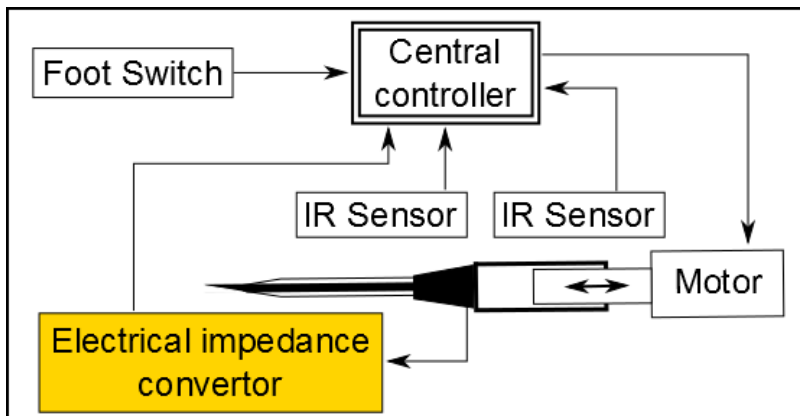 Foot Switch
Central
controller
IR Sensor
IR Sensor
Motor
Electrical impedance
convertor